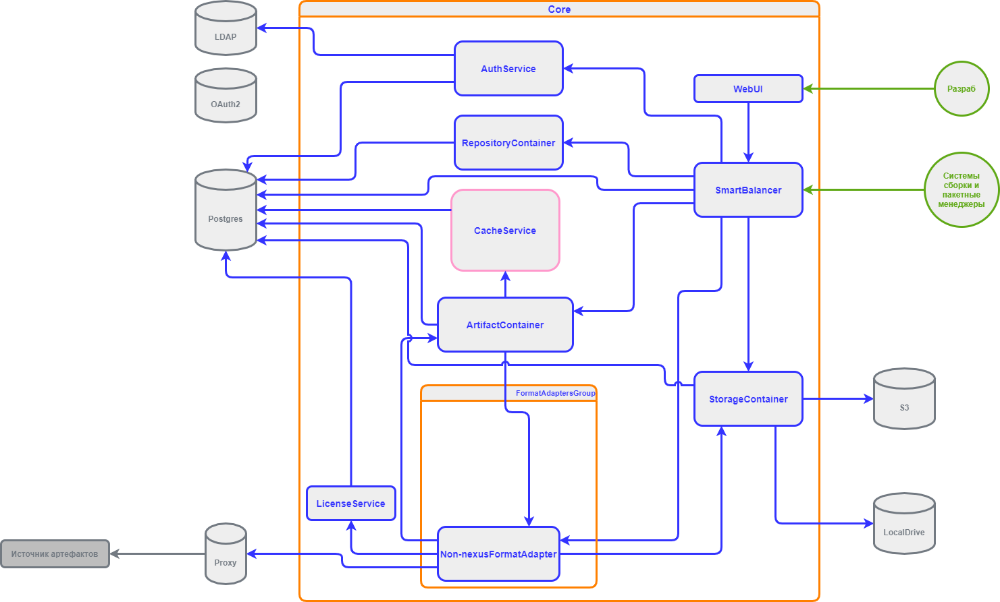 Core
LDAP
AuthService
WebUI
Разраб
OAuth2
RepositoryContainer
Системы
сборки и
пакетные
менеджеры
SmartBalancer
Postgres
CacheService
ArtifactContainer
FormatAdaptersGroup
StorageContainer
S3
LicenseService
LocalDrive
Источник артефактов
Proxy
Non-nexusFormatAdapter